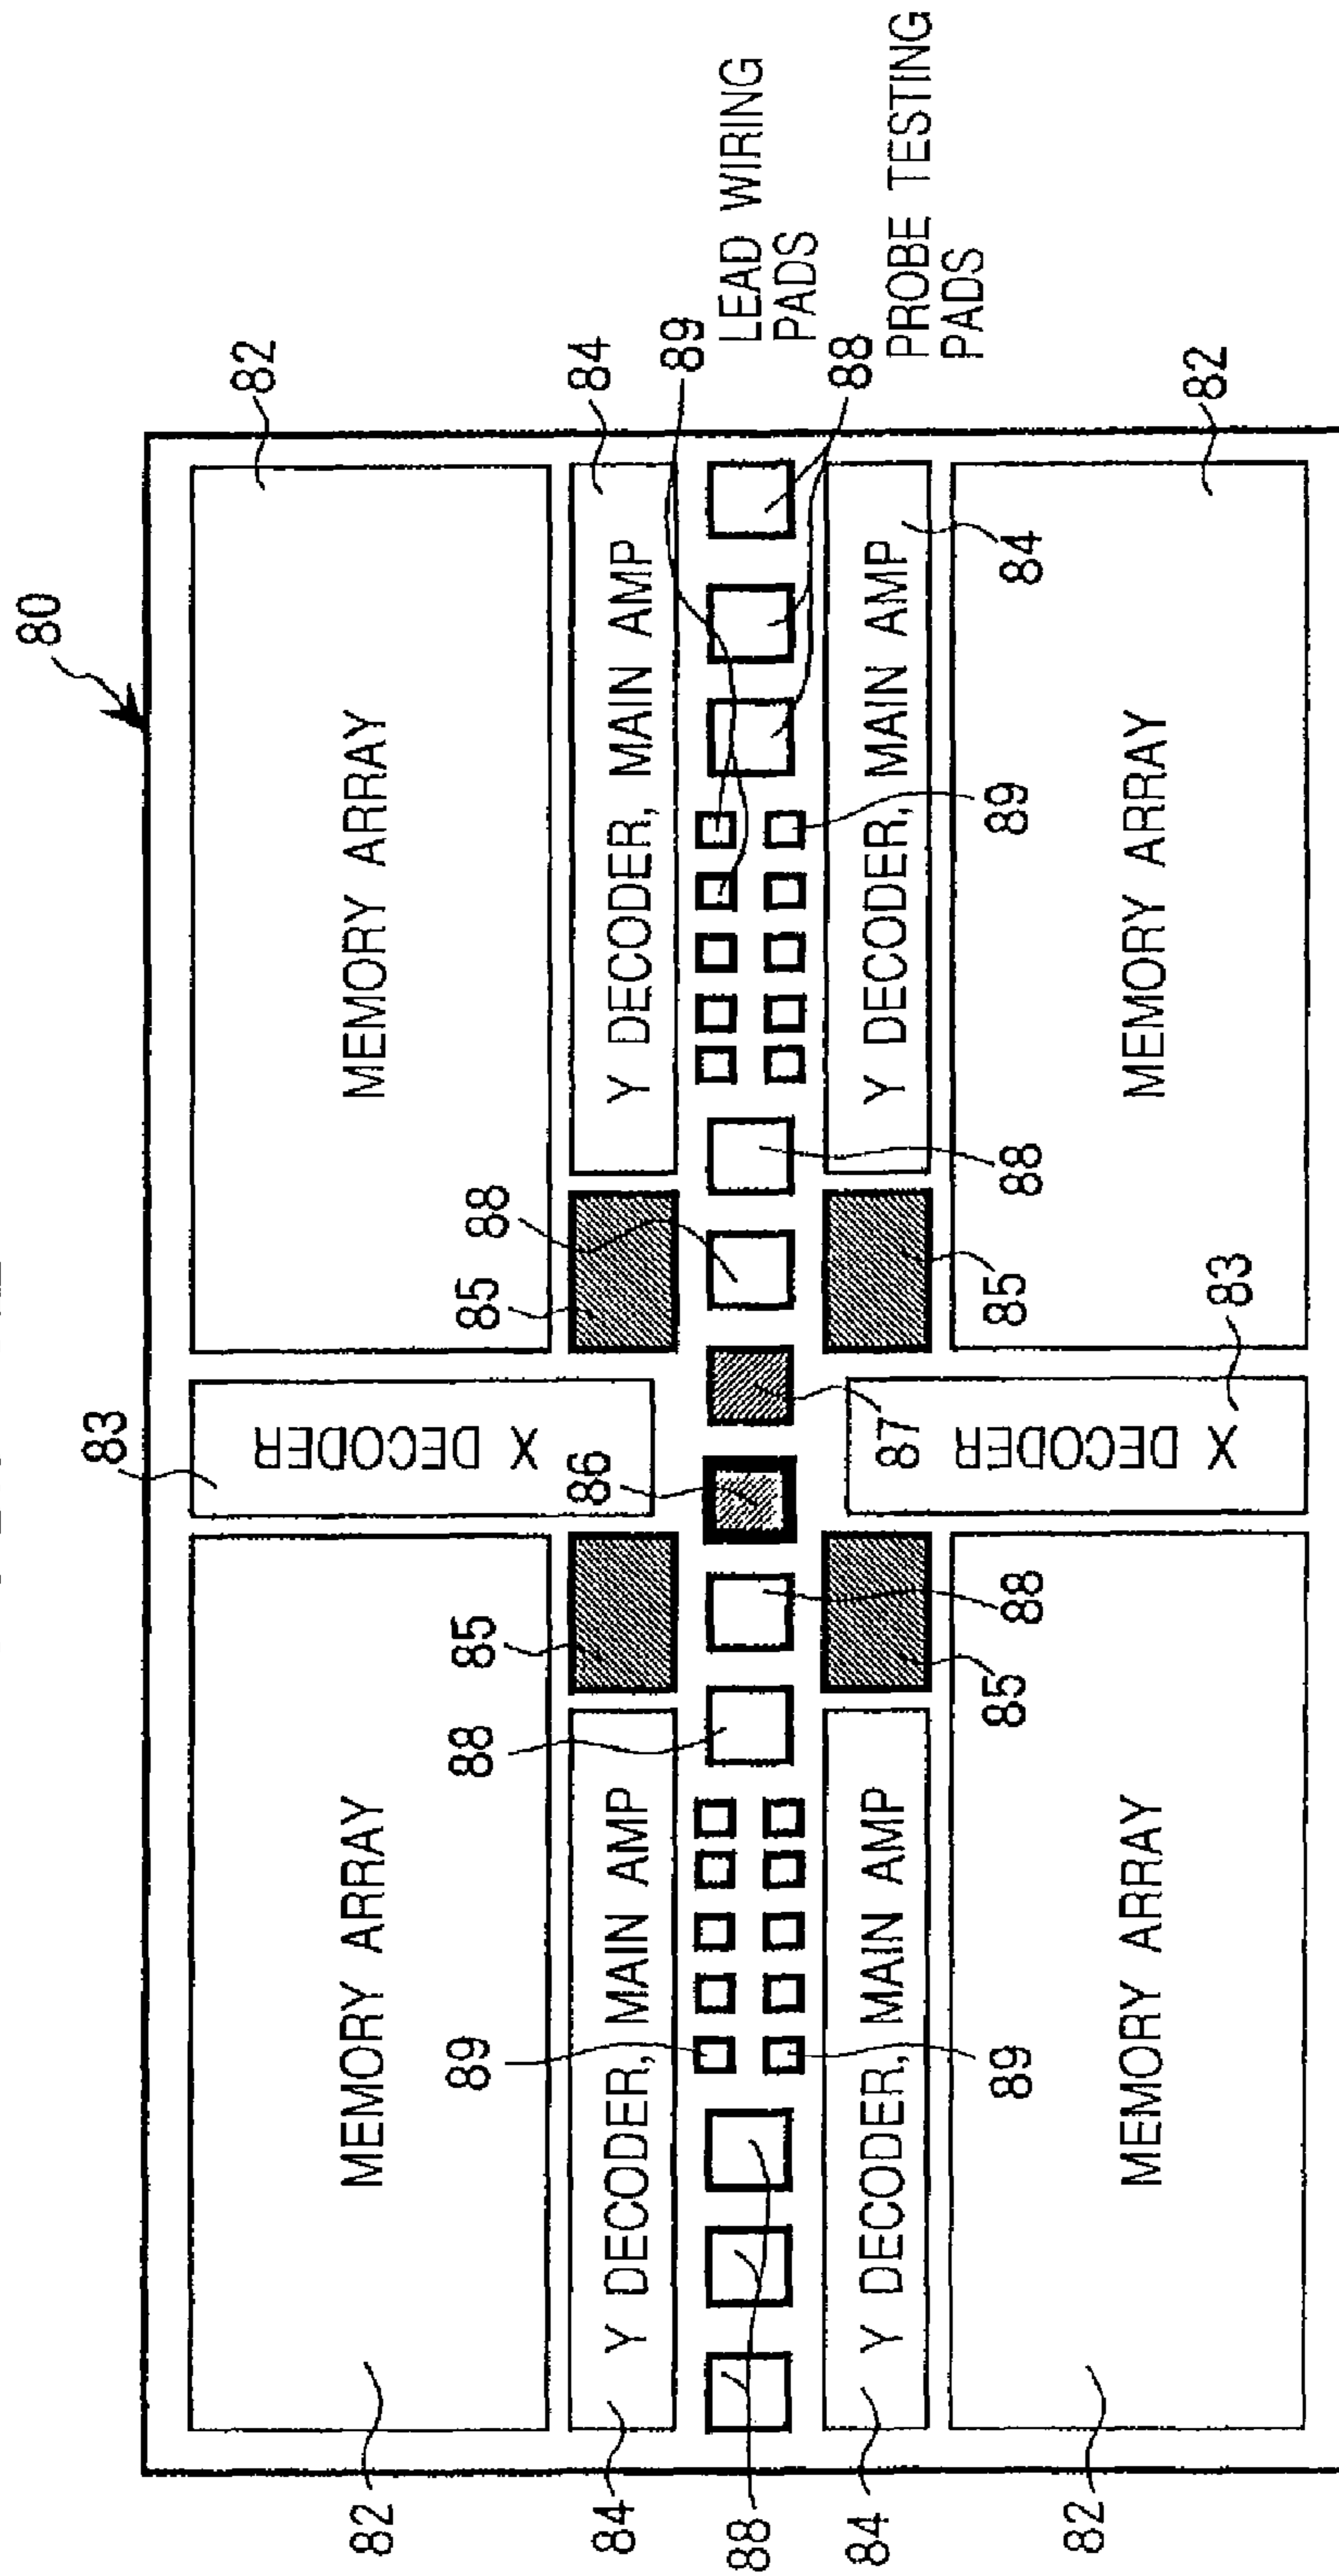 80
82
MEMORY ARRAY
83
X DECODER
MEMORY ARRAY
82
84
Y DECODER, MAIN AMP
85
88
89
86
85
88
Y DECODER, MAIN AMP
84
89
LEAD WIRING
PADS
88
88
PROBE TESTING
PADS
84
Y DECODER, MAIN AMP
89
85
88
87
85
88
Y DECODER, MAIN AMP
89
84
82
MEMORY ARRAY
X DECODER
83
MEMORY ARRAY
82